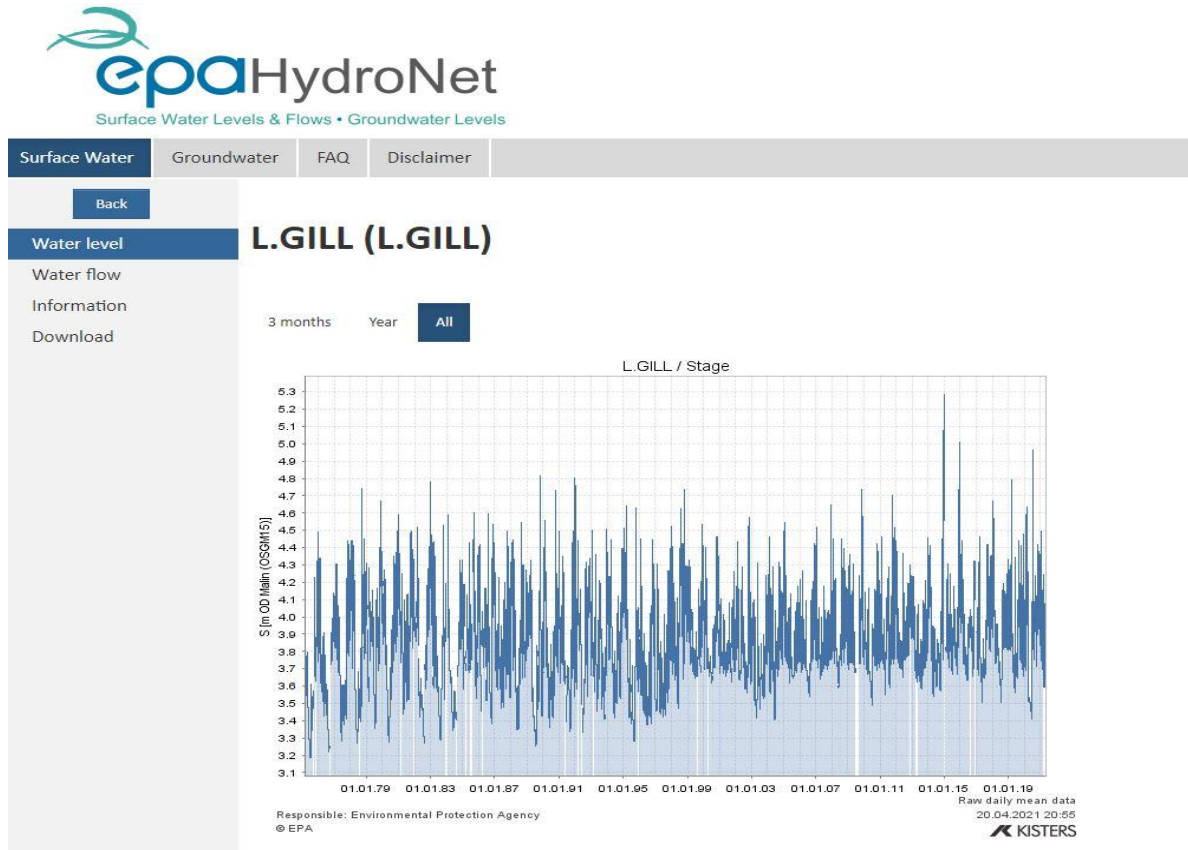 epaHydroNet
Surface Water Levels & Flows • Groundwater Levels
Surface Water Groundwater FAQ Disclaimer
Back
Water level
Water flow
Information
Download
L.GILL (L.GILL)
3 months Year All
L.GILL / Stage
S [m OD Malin (OSGM15)]
5.3
5.2
5.1
5.0
4.9
4.8
4.7
4.6
4.5
4.4
4.3
4.2
4.1
4.0
3.9
3.8
3.7
3.6
3.5
3.4
3.3
3.2
3.1
01.01.79 01.01.83 01.01.87 01.01.91 01.01.95 01.01.99 01.01.03 01.01.07 01.01.11 01.01.15 01.01.19
Raw daily mean data
Responsible: Environmental Protection Agency 20.04.2021 20:55
© EPA KISTERS